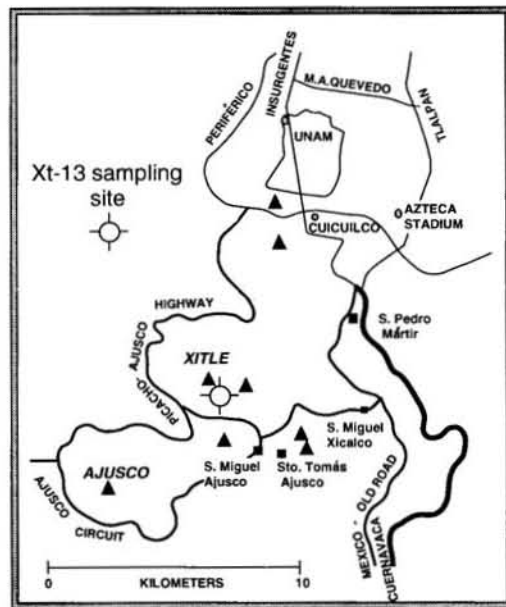 PERIFÉRICO
INSURGENTES
M.A.QUEVEDO
TLALPAN
UNAM
Xt-13 sampling
site
CUICUILCO
AZTECA
STADIUM
HIGHWAY
S. Pedro
Mártir
AJUSCO
PICACHO-
XITLE
S. Miguel
Xicalco
S. Miguel
Ajusco
Sto. Tomás
Ajusco
AJUSCO
AJUSCO
CIRCUIT
MEXICO - OLD ROAD
CUERNAVACA
0
KILOMETERS
10